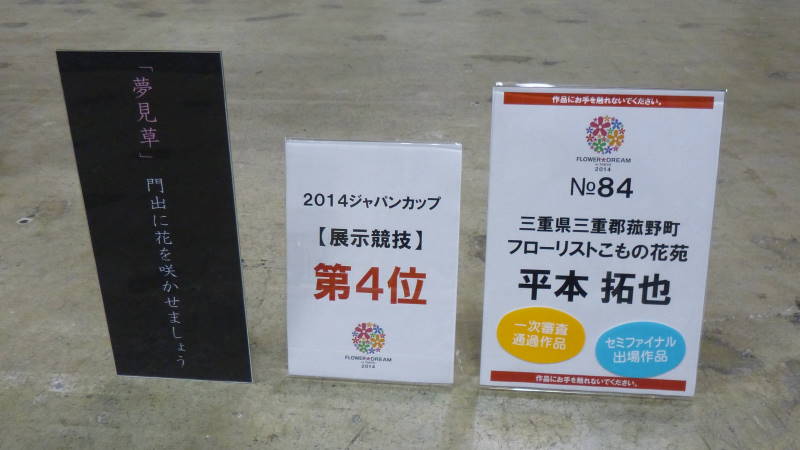 「夢見草」門出に花を咲かせましょう
2014ジャパンカップ
【展示競技】
第4位
FLOWER★DREAM
2014
作品にお手を触れないでください。
FLOWER★DREAM
in TOKYO
2014
№84
三重県三重郡菰野町
フローリストこもの花苑
平本 拓也
一次審査
通過作品
セミファイナル
出場作品
作品にお手を触れないでください。